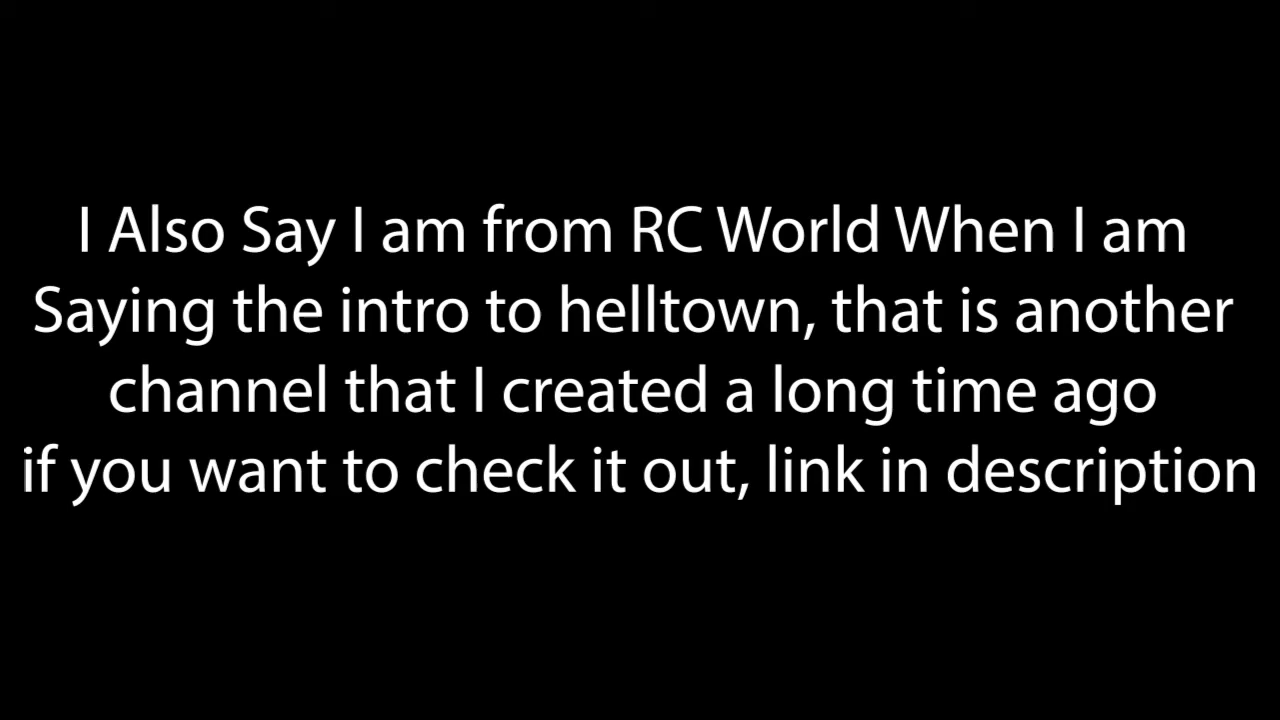 I Also Say I am from RC World When I am
Saying the intro to helltown, that is another
channel that I created a long time ago
if you want to check it out, link in description